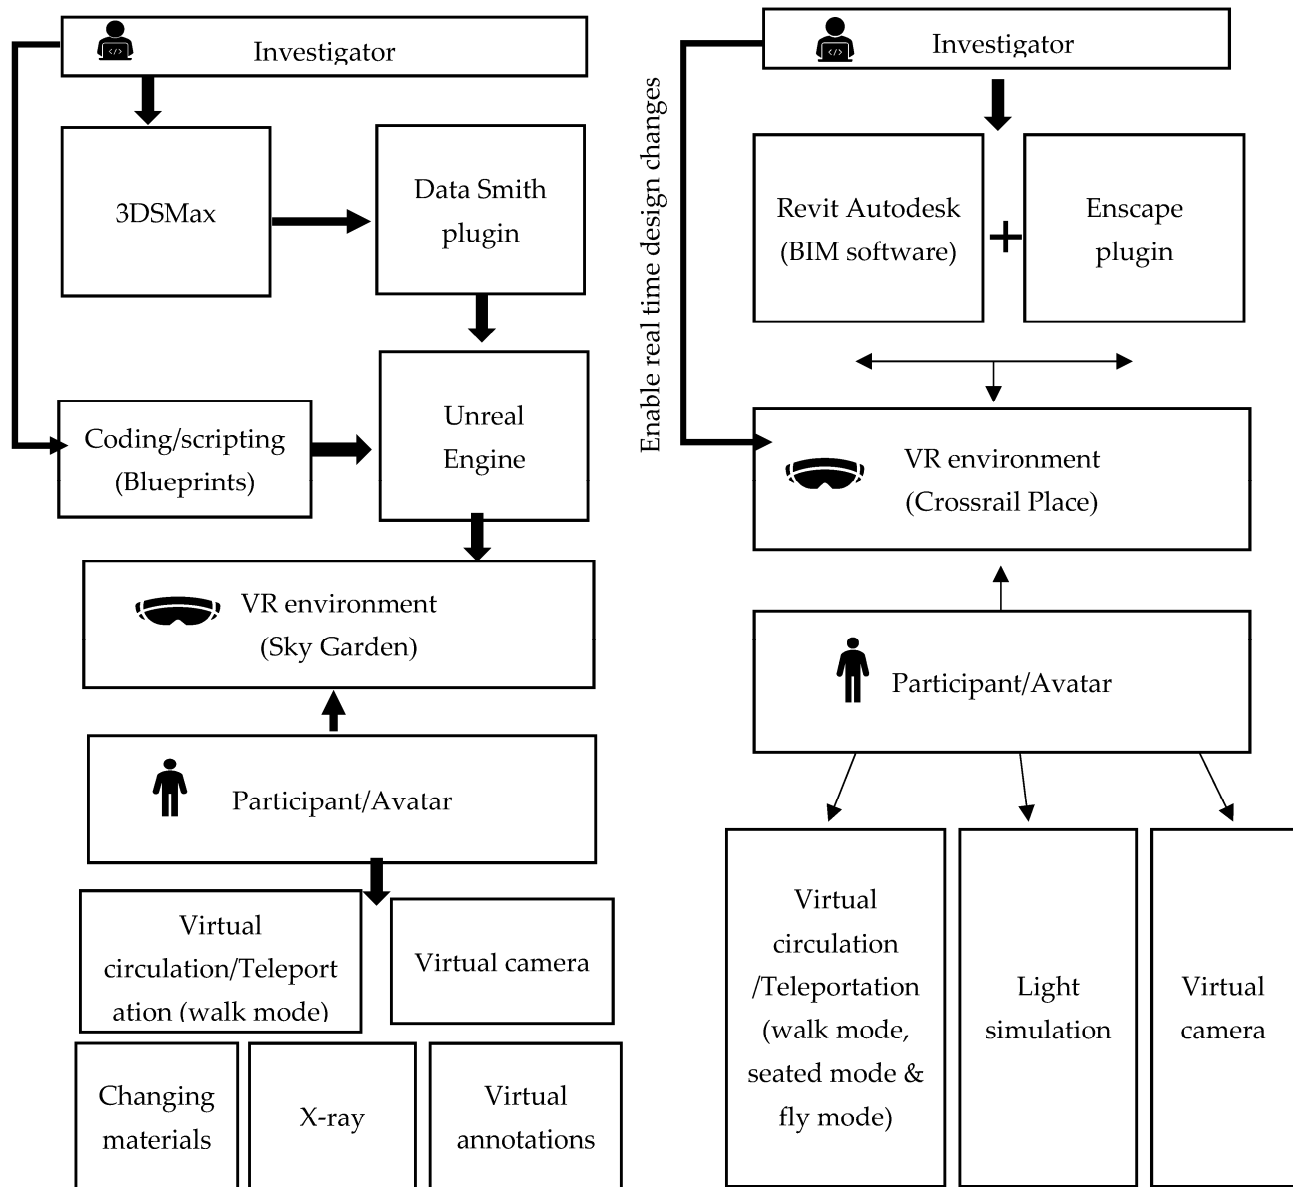 Investigator
3DSMax
Data Smith
plugin
Coding/scripting
(Blueprints)
Unreal
Engine
VR environment
(Sky Garden)
Participant/Avatar
Virtual
circulation/Teleport
ation (walk mode)
Virtual camera
Changing
materials
X-ray
Virtual
annotations
Investigator
Enable real time design changes
Revit Autodesk
(BIM software)
+
Enscape
plugin
VR environment
(Crossrail Place)
Participant/Avatar
Virtual
circulation
/Teleportation
(walk mode,
seated mode &
fly mode)
Light
simulation
Virtual
camera